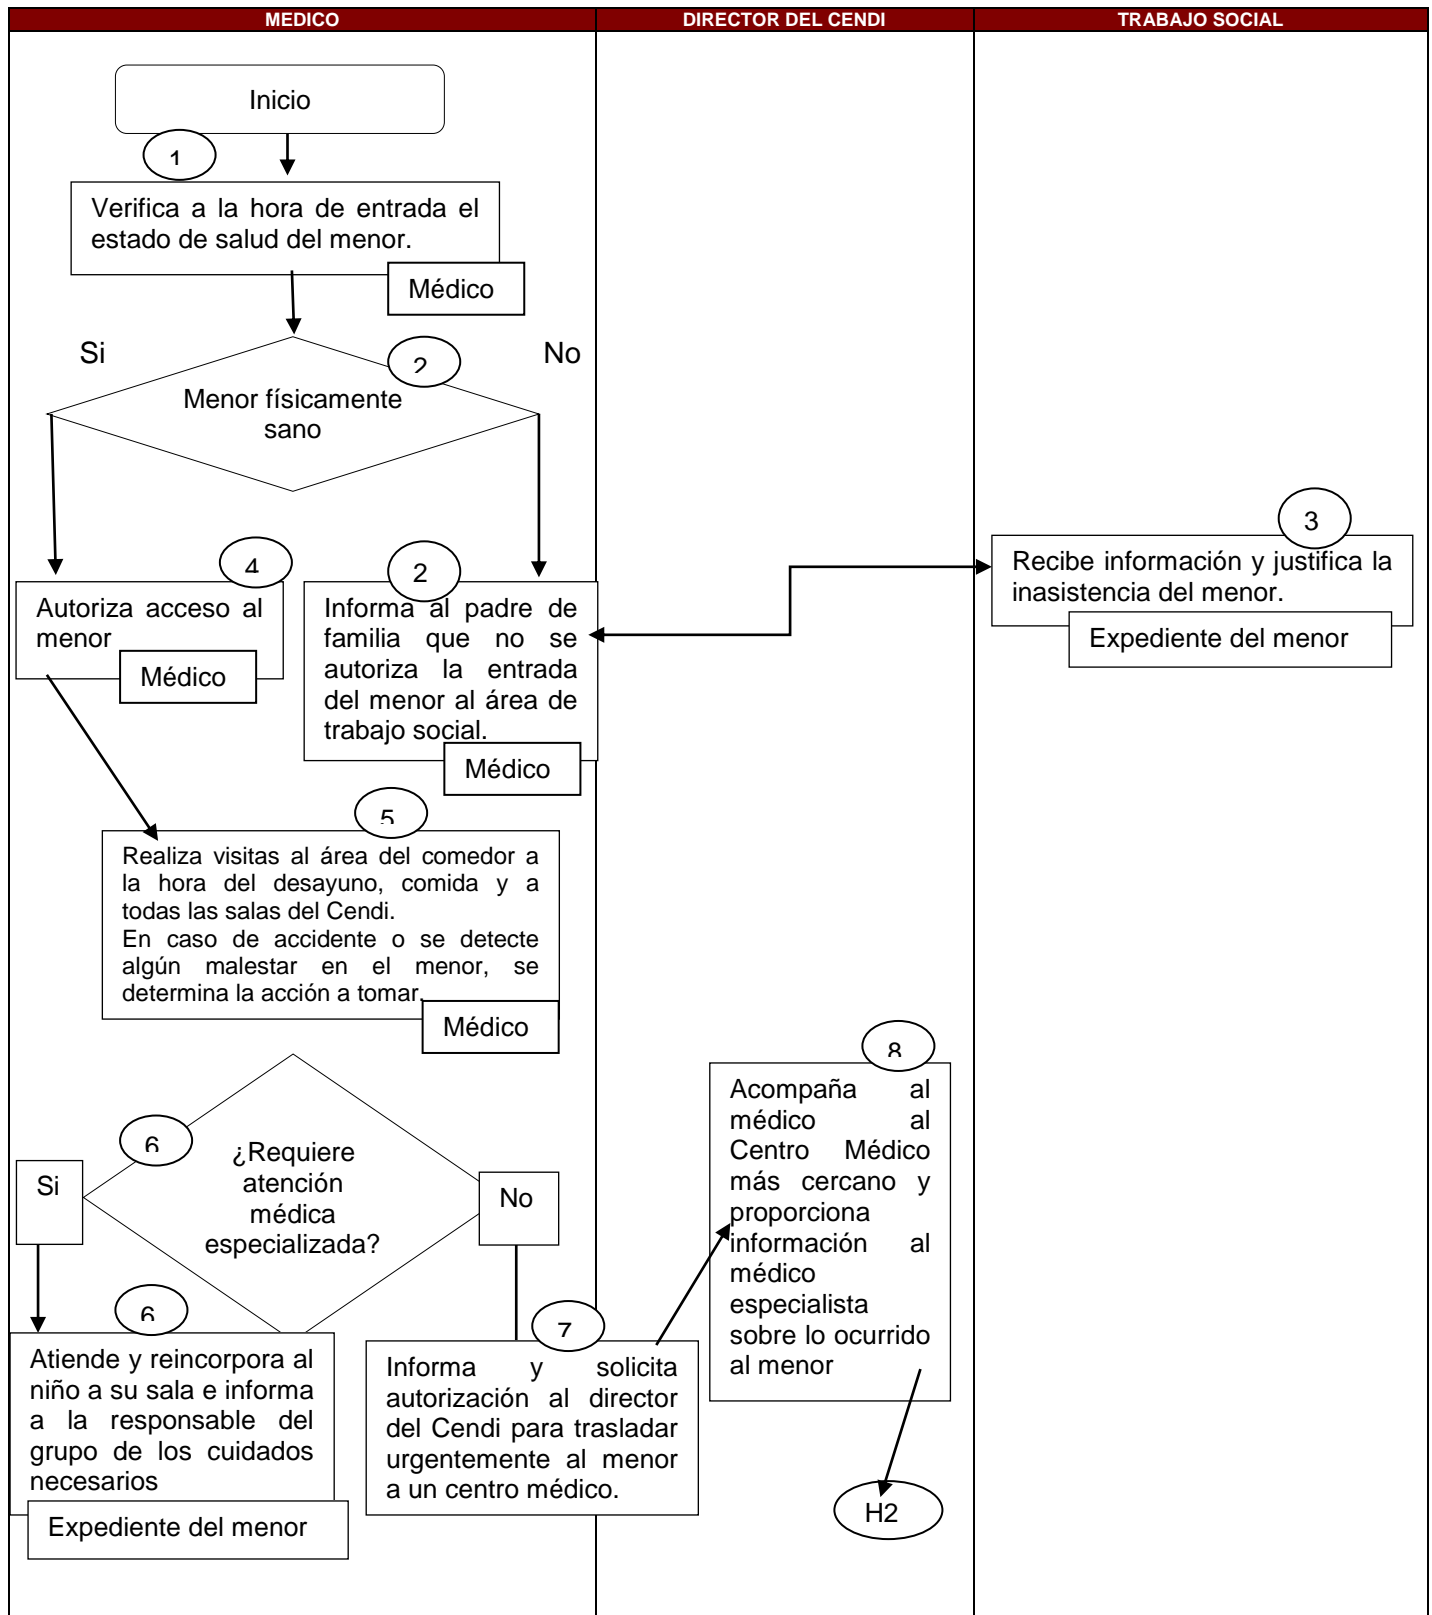 MEDICO
DIRECTOR DEL CENDI
TRABAJO SOCIAL
Inicio
1
Verifica a la hora de entrada el
estado de salud del menor.
Médico
Si
No
2
Menor físicamente
sano
3
Recibe información y justifica la
inasistencia del menor.
Expediente del menor
4
Autoriza acceso al
menor
Médico
2
Informa al padre de
familia que no se
autoriza la entrada
del menor al área de
trabajo social.
Médico
5
Realiza visitas al área del comedor a
la hora del desayuno, comida y a
todas las salas del Cendi.
En caso de accidente o se detecte
algún malestar en el menor, se
determina la acción a tomar.
Médico
6
¿Requiere
atención
médica
especializada?
Si
No
8
Acompaña al
médico al
Centro Médico
más cercano y
proporciona
información al
médico
especialista
sobre lo ocurrido
al menor
6
Atiende y reincorpora al
niño a su sala e informa
a la responsable del
grupo de los cuidados
necesarios
Expediente del menor
7
Informa y solicita
autorización al director
del Cendi para trasladar
urgentemente al menor
a un centro médico.
H2